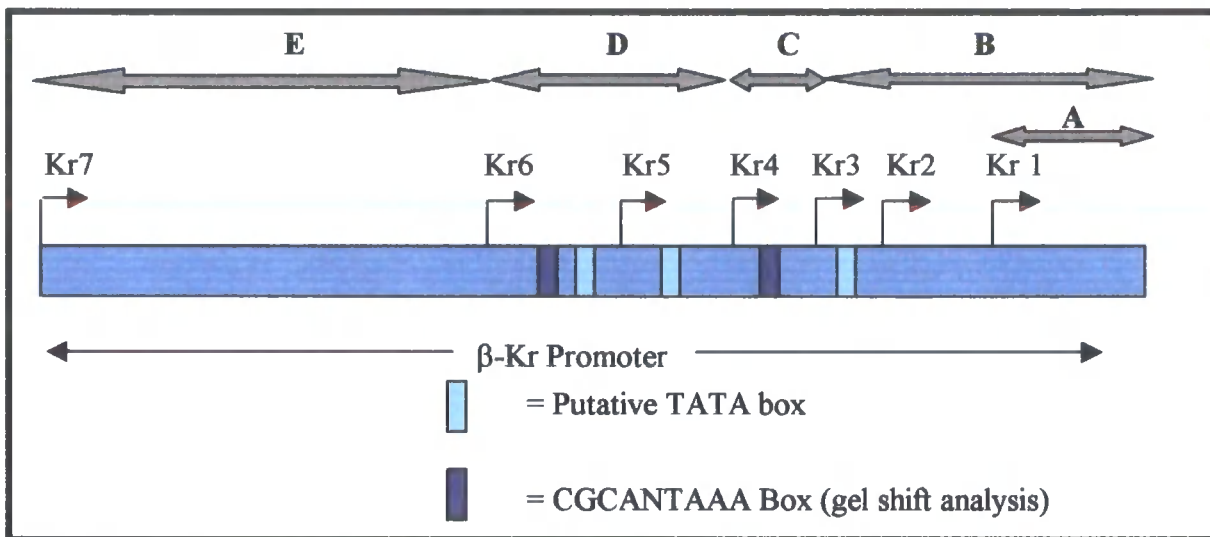 E D C B
A
Kr7 Kr6 Kr5 Kr4 Kr3 Kr2 Kr 1
β-Kr Promoter
= Putative TATA box
= CGCANTAAA Box (gel shift analysis)